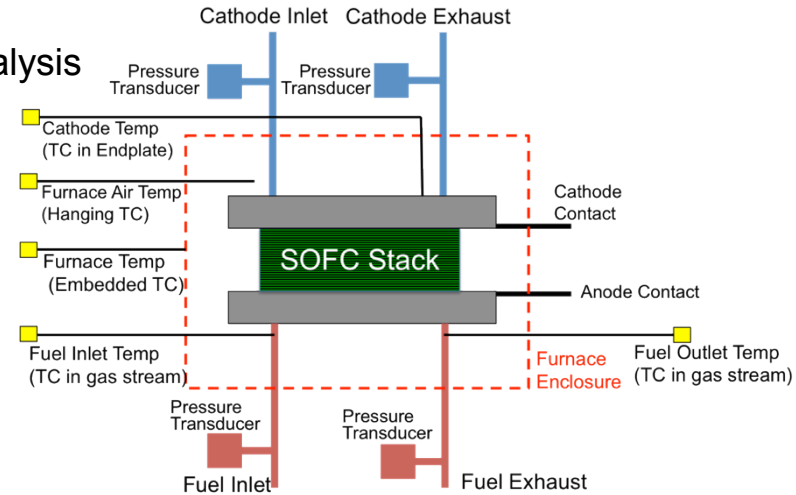 Cathode Inlet
Cathode Exhaust
alysis
Pressure
Transducer
Pressure
Transducer
Cathode Temp
(TC in Endplate)
Furnace Air Temp
(Hanging TC)
Cathode
Contact
Furnace Temp
(Embedded TC)
SOFC Stack
Anode Contact
Fuel Inlet Temp
(TC in gas stream)
Furnace
Enclosure
Fuel Outlet Temp
(TC in gas stream)
Pressure
Transducer
Pressure
Transducer
Fuel Inlet
Fuel Exhaust